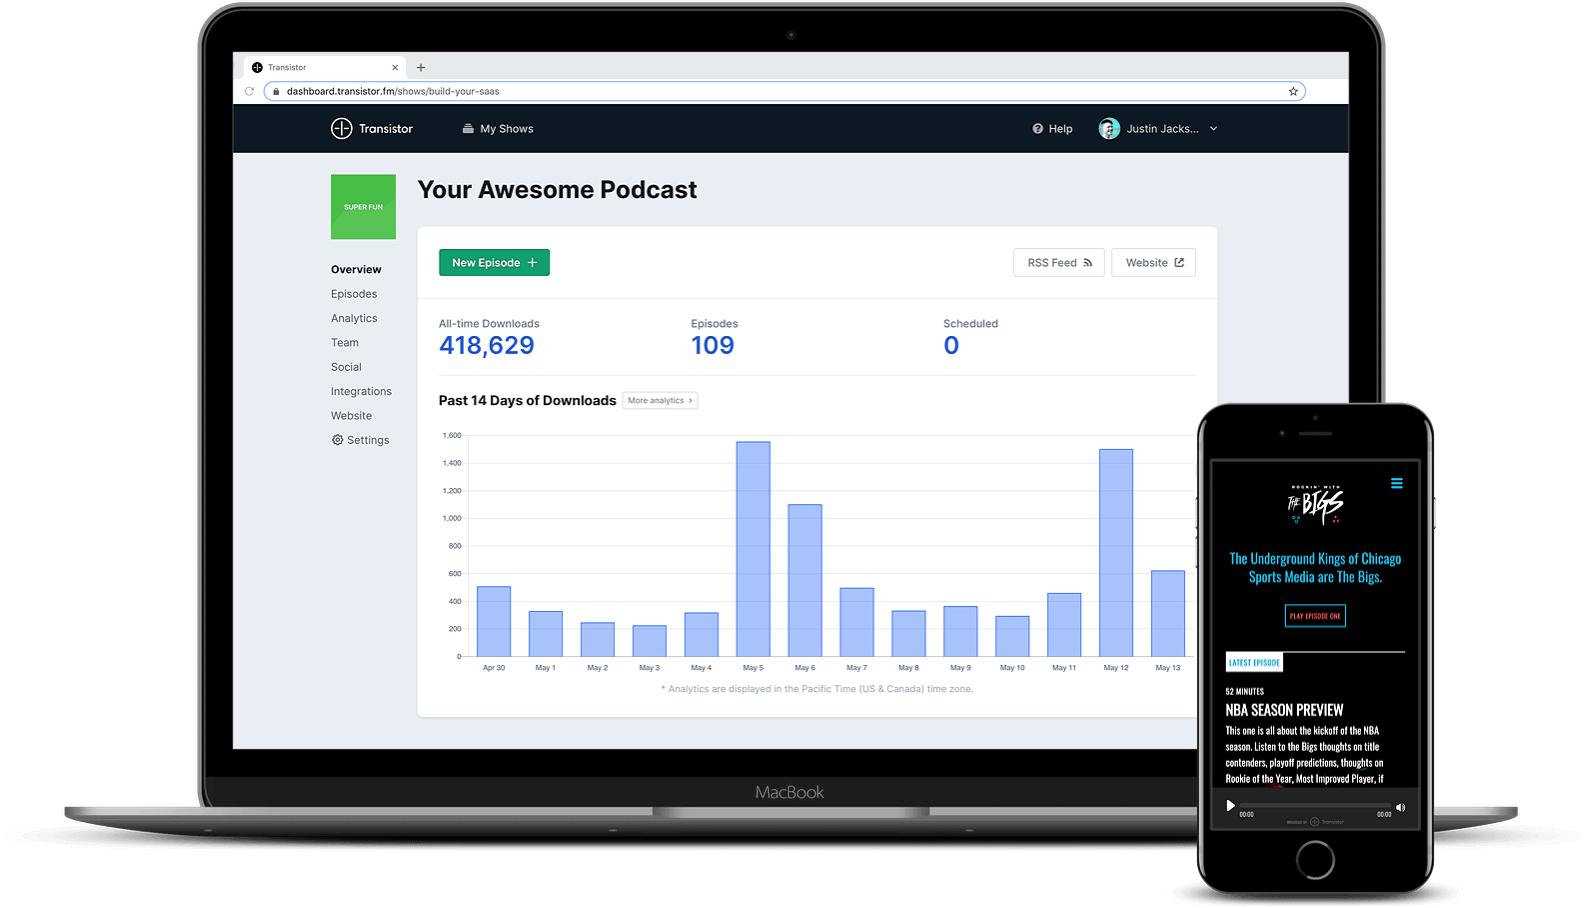 Transistor
dashboard.transistor.fm/shows/build-your-saas
Transistor
My Shows
Help
Justin Jacks...
SUPER FUN
Your Awesome Podcast
Overview
Episodes
Analytics
Team
Social
Integrations
Website
Settings
New Episode +
RSS Feed
Website
All-time Downloads
418,629
Episodes
109
Scheduled
0
Past 14 Days of Downloads
More analytics >
1,600
1,400
1,200
1,000
800
600
400
200
0
Apr 30
May 1
May 2
May 3
May 4
May 5
May 6
May 7
May 8
May 9
May 10
May 11
May 12
May 13
* Analytics are displayed in the Pacific Time (US & Canada) time zone.
MacBook
ROCKIN' WITH
THE BIGS
The Underground Kings of Chicago
Sports Media are The Bigs.
PLAY EPISODE ONE
LATEST EPISODE
52 MINUTES
NBA SEASON PREVIEW
This one is all about the kickoff of the NBA
season. Listen to the Bigs thoughts on title
contenders, playoff predictions, thoughts on
Rookie of the Year, Most Improved Player, if
00:00
00:00
Transistor